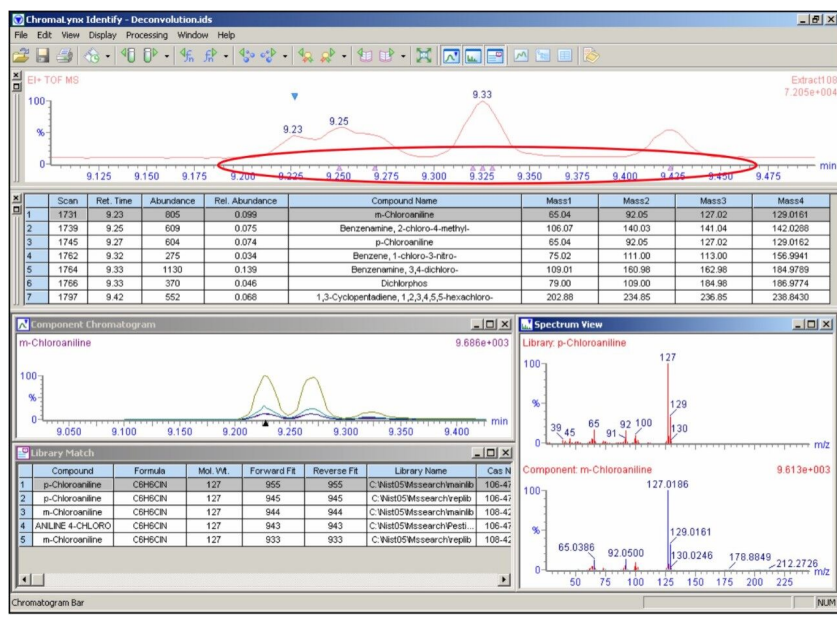 ChromaLynx Identify - Deconvolution.ids
File Edit View Display Processing Window Help
EI+ TOF MS
Extract100
7.205e+004
100
%
0
9.23
9.25
9.33
9.125 9.150 9.175 9.200 9.225 9.250 9.275 9.300 9.325 9.350 9.375 9.400 9.425 9.450 9.475 min
Scan Ret. Time Abundance Rel. Abundance Compound Name Mass1 Mass2 Mass3 Mass4
1 1731 9.23 805 0.099 m-Chloroaniline 65.04 92.05 127.02 129.0161
2 1739 9.25 609 0.075 Benzenamine, 2-chloro-4-methyl- 106.07 140.03 141.04 142.0288
3 1745 9.27 604 0.074 p-Chloroaniline 65.04 92.05 127.02 129.0162
4 1762 9.32 275 0.034 Benzene, 1-chloro-3-nitro- 75.02 111.00 113.00 156.9941
5 1764 9.33 1130 0.139 Benzenamine, 3,4-dichloro- 109.01 160.98 162.98 184.9789
6 1766 9.33 370 0.046 Dichlorphos 79.00 109.00 184.98 186.9774
7 1797 9.42 552 0.068 1,3-Cyclopentadiene, 1,2,3,4,5,5-hexachloro- 202.88 234.85 236.85 238.8430
Component Chromatogram
m-Chloroaniline 9.686e+003
100
%
0
9.050 9.100 9.150 9.200 9.250 9.300 9.350 9.400 min
Library Match
Compound Formula Mol. Wt. Forward Fit Reverse Fit Library Name Cas N
1 p-Chloroaniline C6H6ClN 127 955 955 C:\Nist05\Mssearch\mainlib 106-47
2 p-Chloroaniline C6H6ClN 127 945 945 C:\Nist05\Mssearch\replib 106-47
3 m-Chloroaniline C6H6ClN 127 944 944 C:\Nist05\Mssearch\mainlib 108-42
4 ANILINE 4-CHLORO C6H6ClN 127 943 943 C:\Nist05\Mssearch\Pesti... 106-47
5 m-Chloroaniline C6H6ClN 127 933 933 C:\Nist05\Mssearch\replib 108-42
Spectrum View
Library: p-Chloroaniline
100
%
0
39 45 65 91 92 100 127 129 130
m/z
Component: m-Chloroaniline 9.613e+003
100
%
0
127.0186
129.0161
65.0386 92.0500 130.0246 178.8849 212.2726
50 75 100 125 150 175 200 225 m/z
Chromatogram Bar
NUM